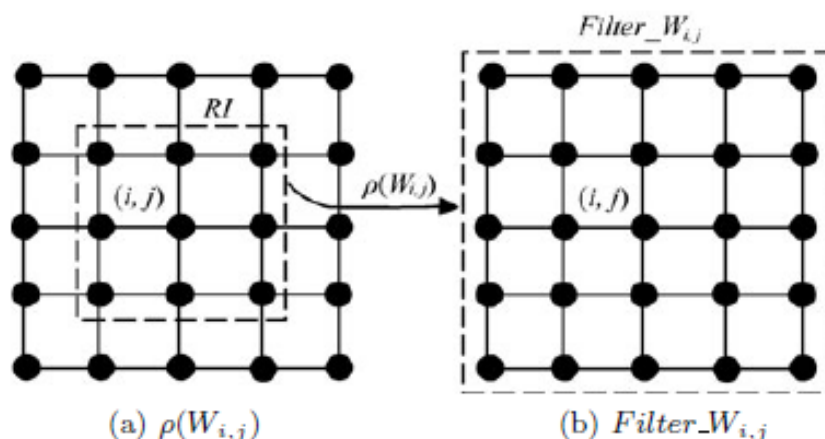 Filter_W_{i,j}
RI
(i, j)
ρ(W_{i,j})
(i, j)
(a) ρ(W_{i,j})
(b) Filter_W_{i,j}